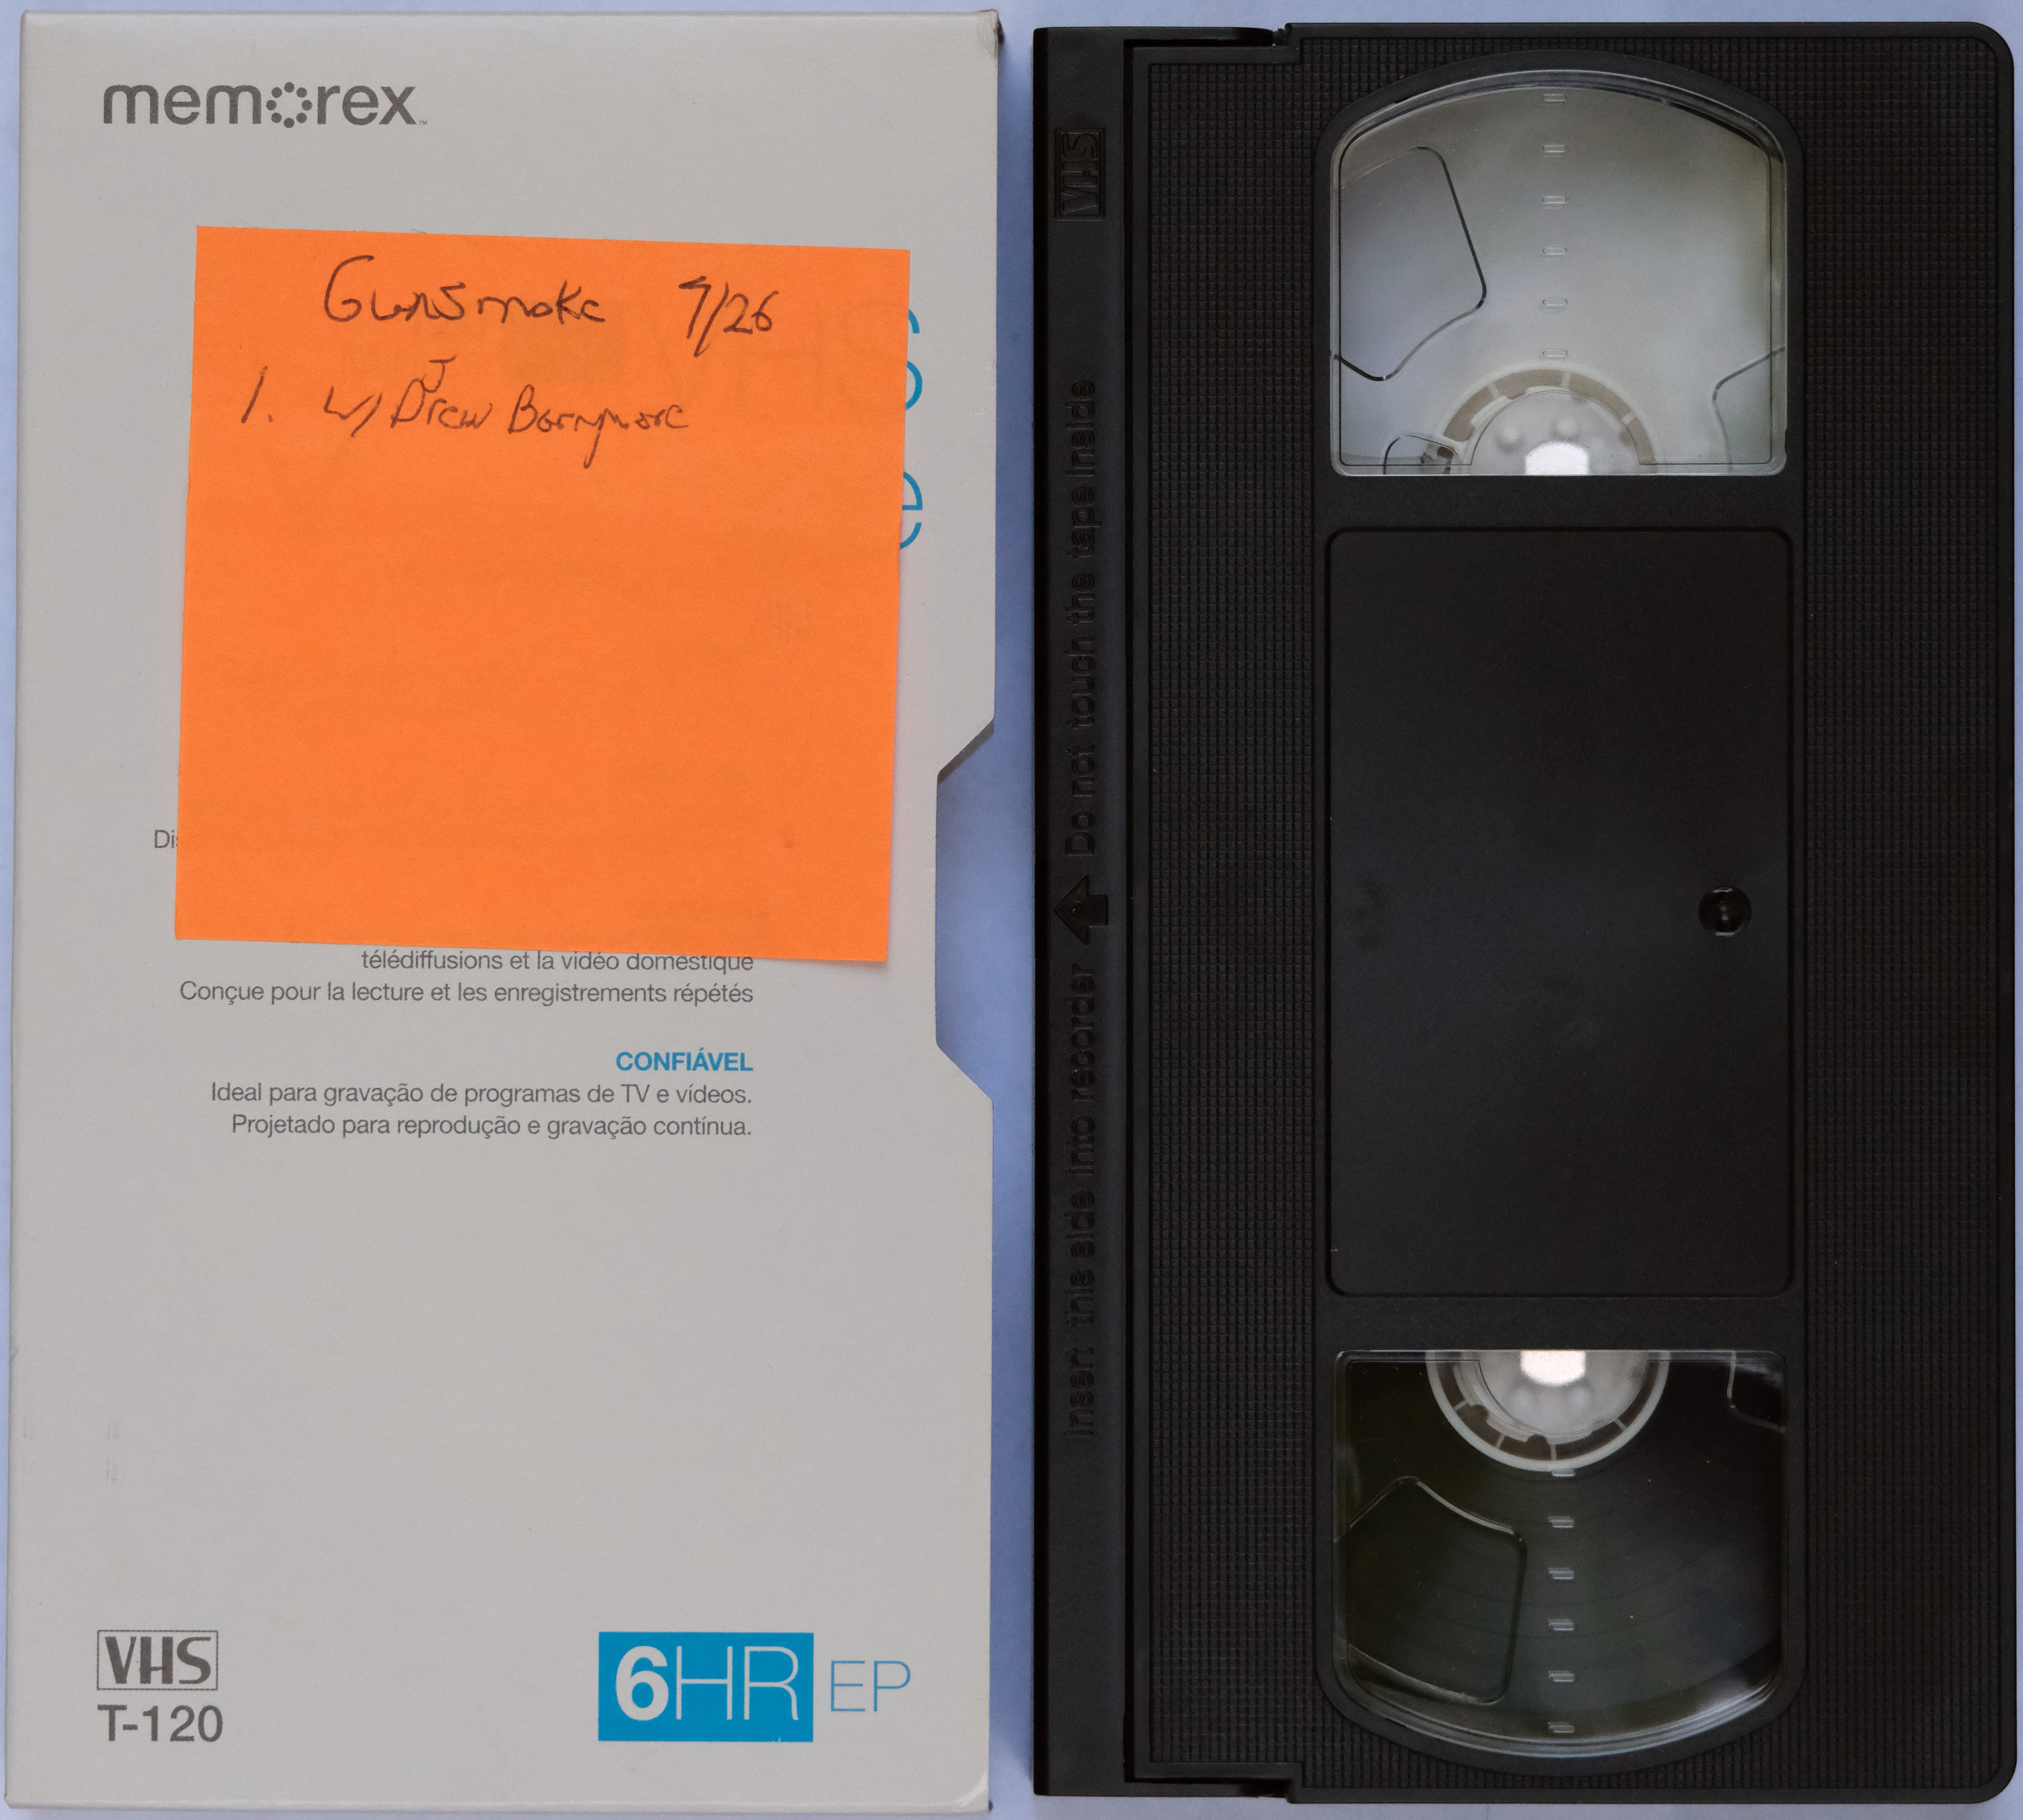 memorex™
Gunsmoke 9/26
J
1. w/ Drew Barrymore
télédiffusions et la vidéo domestique
Conçue pour la lecture et les enregistrements répétés
CONFIÁVEL
Ideal para gravação de programas de TV e vídeos.
Projetado para reprodução e gravação contínua.
VHS
T-120
6HR EP
VHS
Insert this side into recorder Do not touch the tape inside